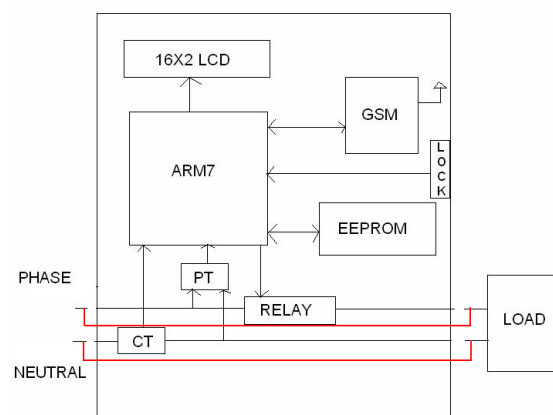 16X2 LCD
GSM
ARM7
LOCK
EEPROM
PHASE
PT
RELAY
LOAD
CT
NEUTRAL